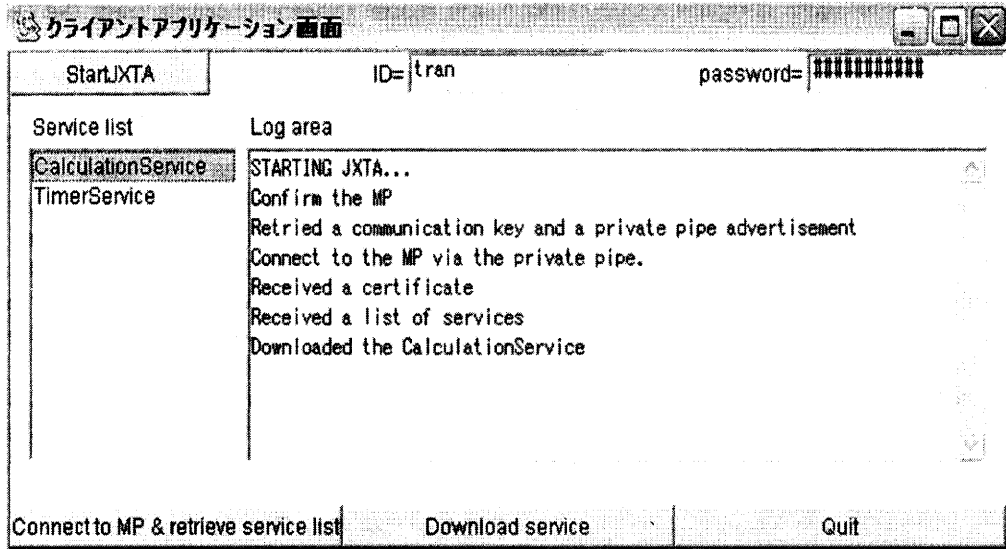 クライアントアプリケーション画面
StartJXTA ID= tran password= ###########
Service list Log area
CalculationService STARTING JXTA...
TimerService Confirm the MP
Retried a communication key and a private pipe advertisement
Connect to the MP via the private pipe.
Received a certificate
Received a list of services
Downloaded the CalculationService
Connect to MP & retrieve service list Download service Quit